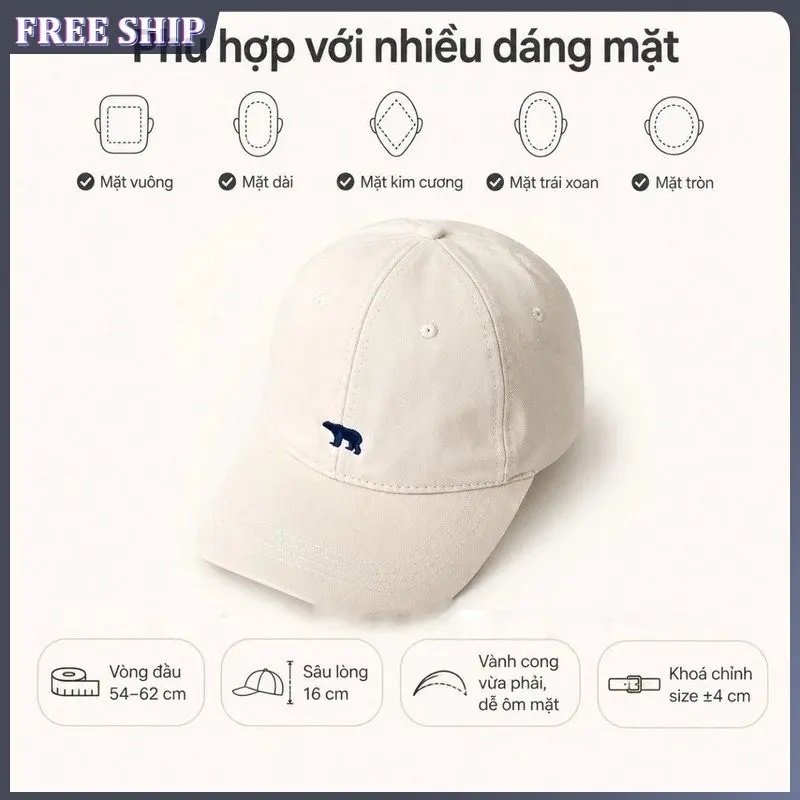 FREE SHIP
Phù hợp với nhiều dáng mặt
Mặt vuông
Mặt dài
Mặt kim cương
Mặt trái xoan
Mặt tròn
Vòng đầu
54–62 cm
Sâu lòng
16 cm
Vành cong
vừa phải,
dễ ôm mặt
Khoá chỉnh
size ±4 cm